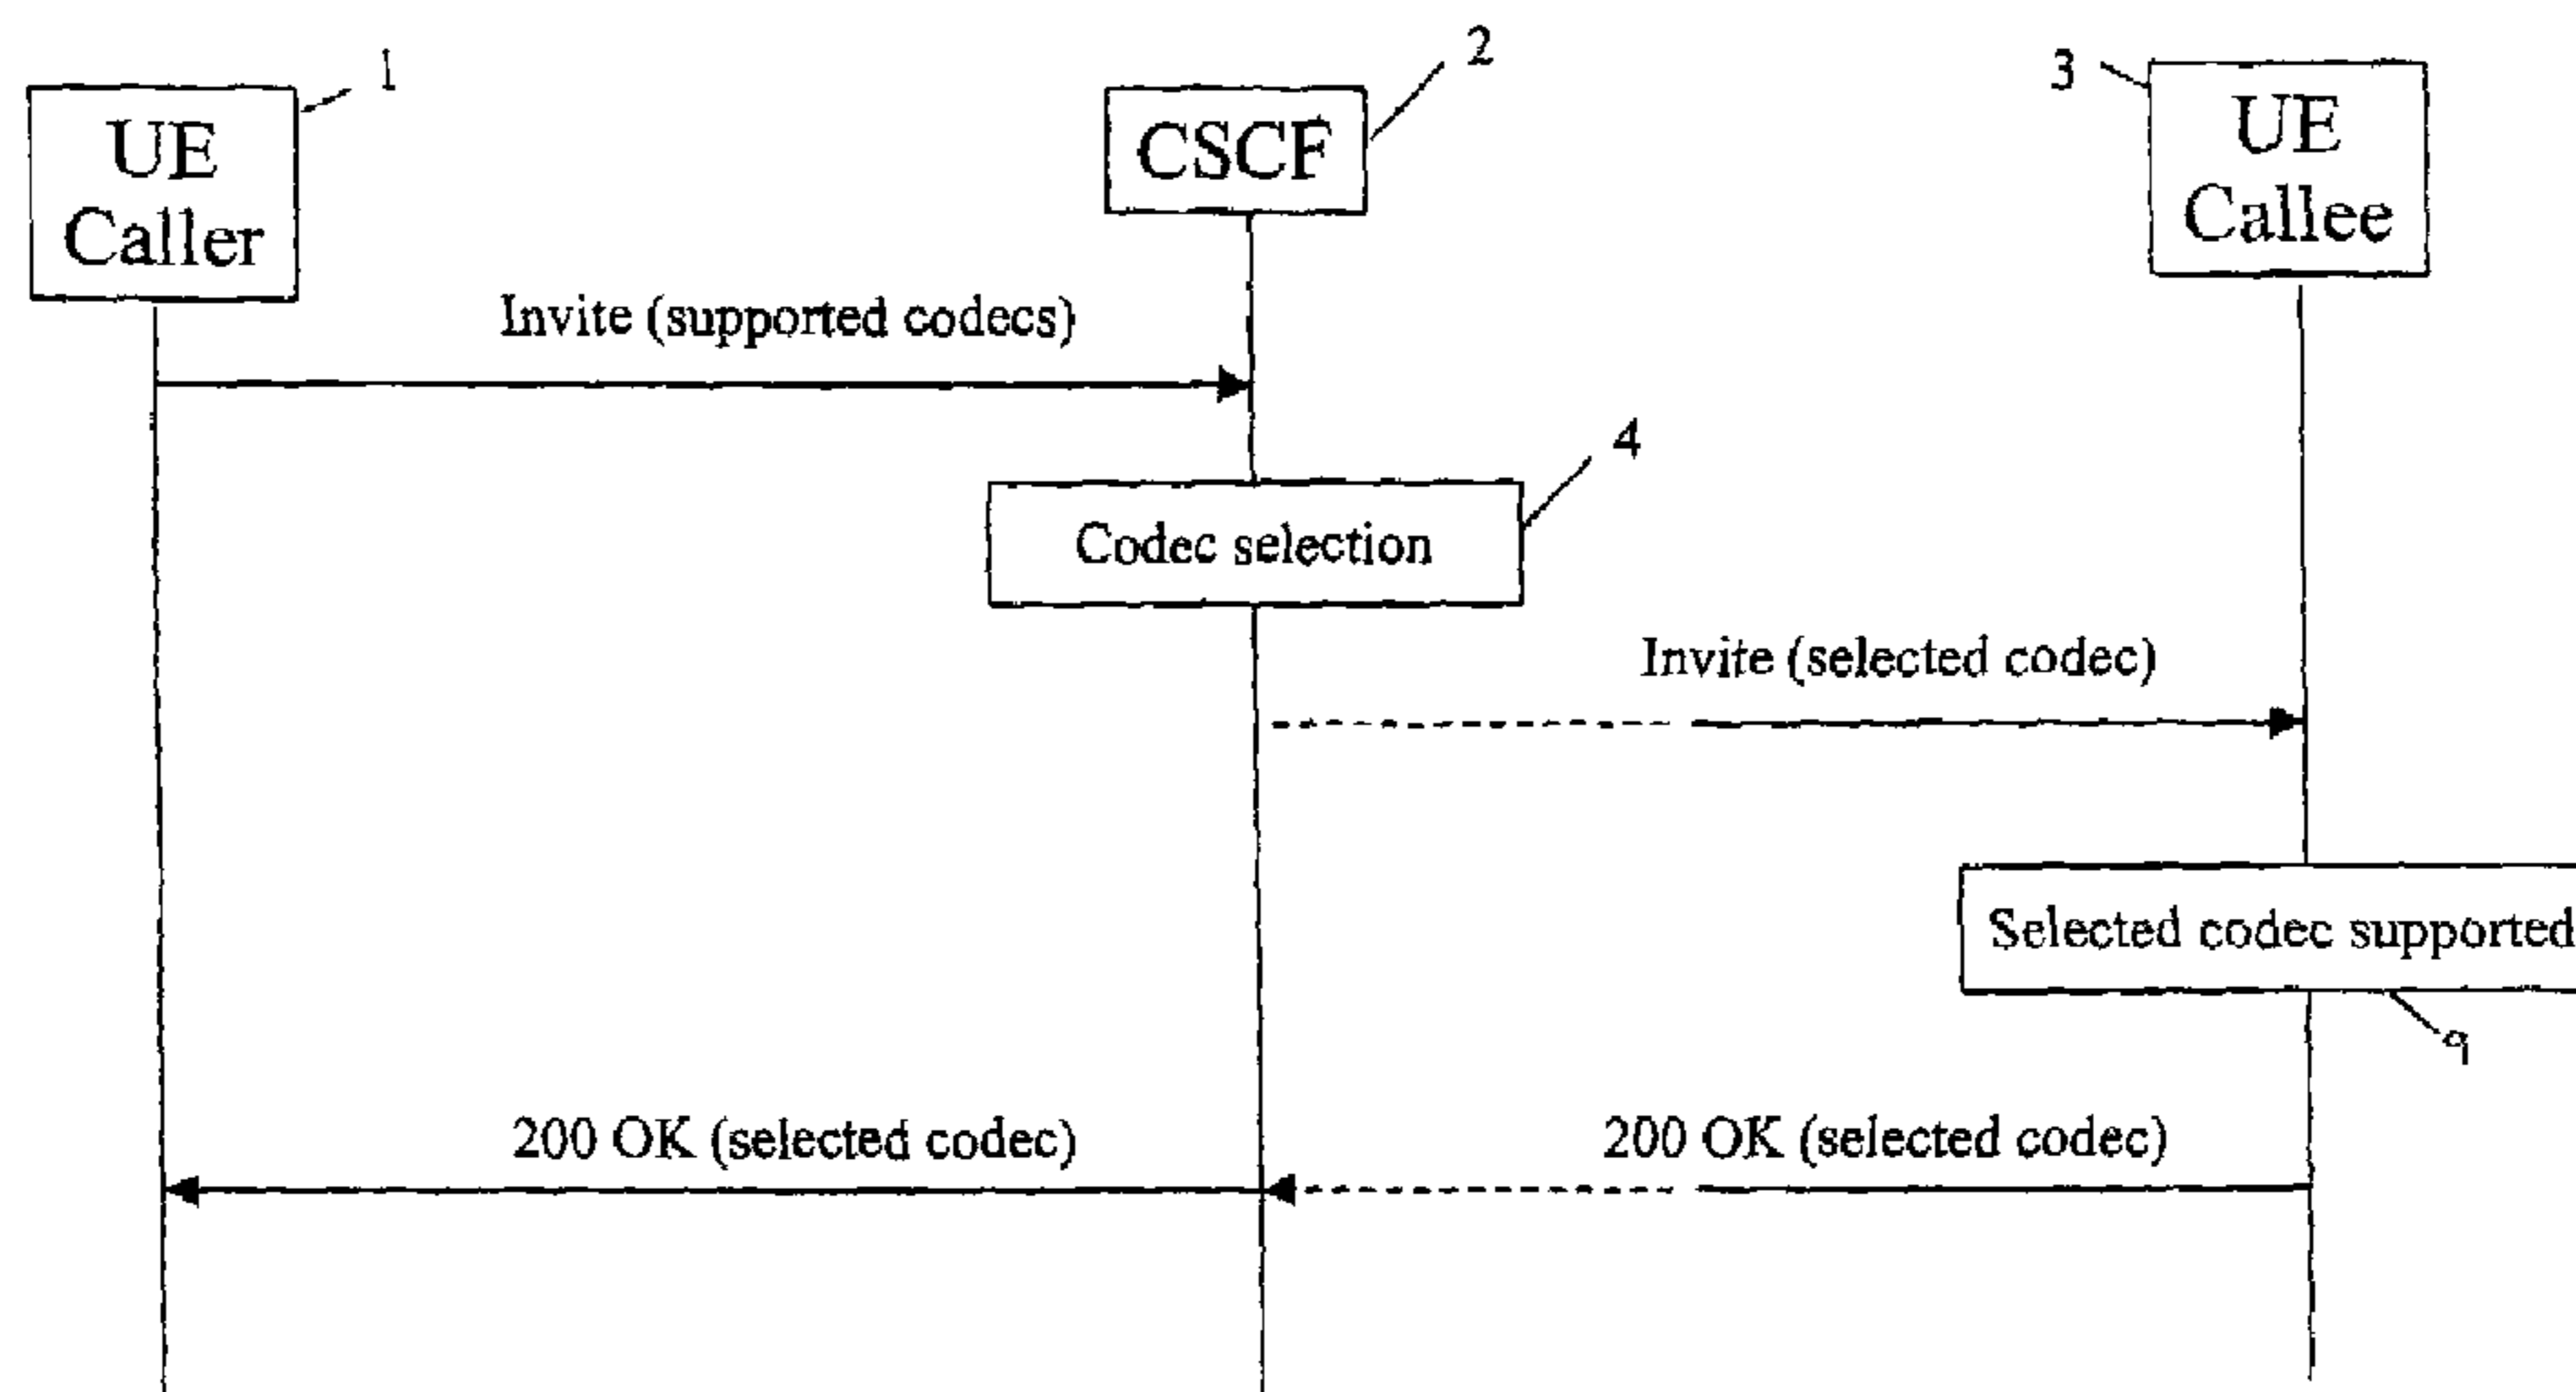 1
2
3
UE
Caller
CSCF
UE
Callee
Invite (supported codecs)
4
Codec selection
Invite (selected codec)
Selected codec supported
9
200 OK (selected codec)
200 OK (selected codec)